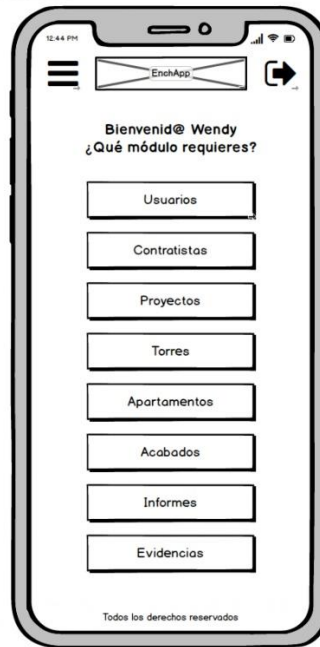 12:44 PM
EnchApp
Bienvenid@ Wendy
¿Qué módulo requieres?
Usuarios
Contratistas
Proyectos
Torres
Apartamentos
Acabados
Informes
Evidencias
Todos los derechos reservados